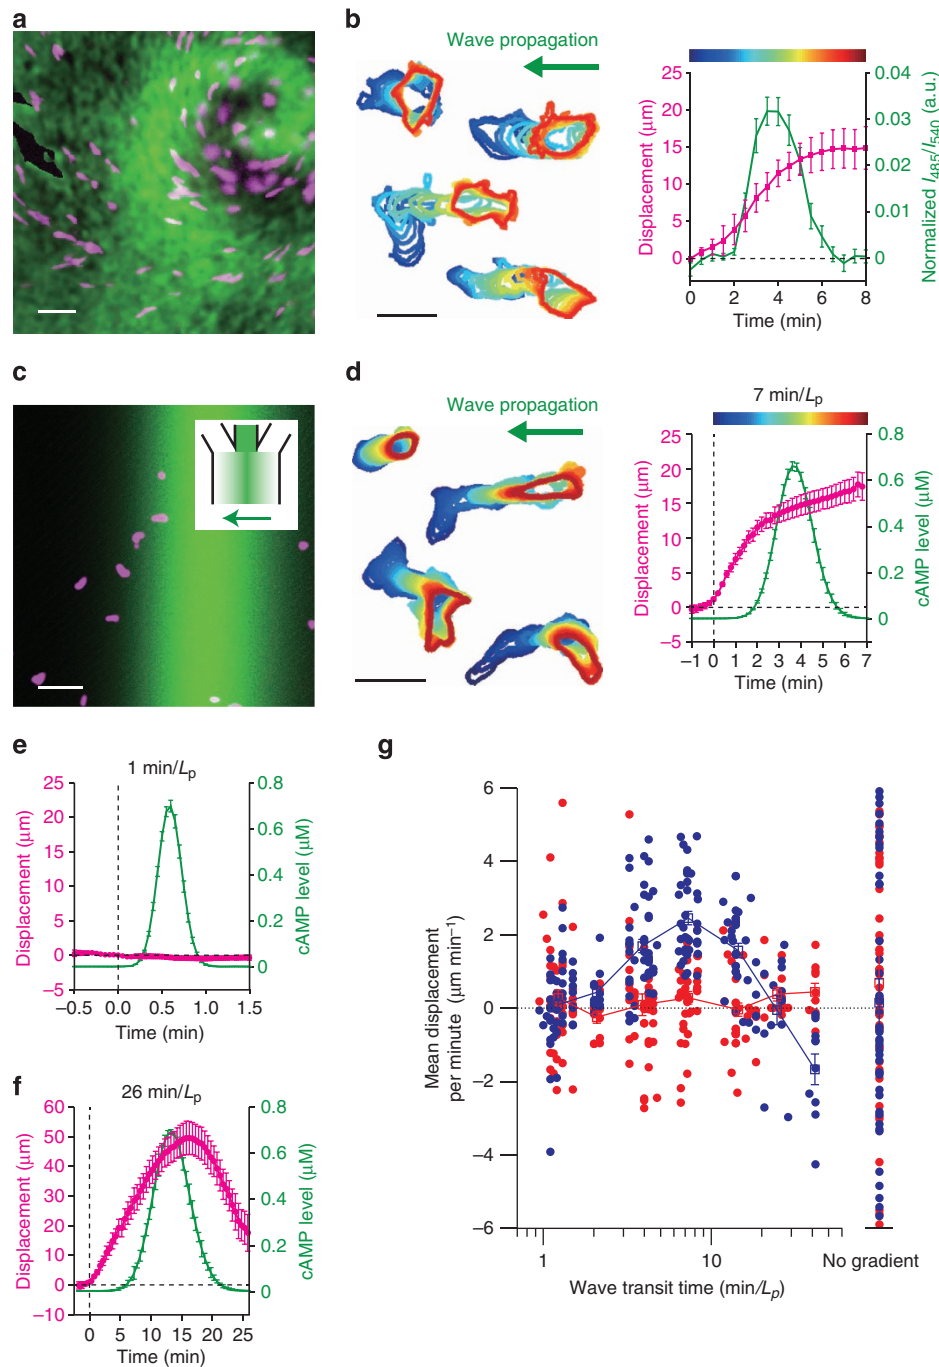 a
b
Wave propagation
25
20
15
10
5
0
Displacement (μm)
0.04
0.03
0.02
0.01
0
Normalized I485/I540 (a.u.)
0 2 4 6 8
Time (min)
c
d
Wave propagation
7 min/Lp
25
20
15
10
5
0
−5
Displacement (μm)
0.8
0.6
0.4
0.2
0
cAMP level (μM)
−1 0 1 2 3 4 5 6 7
Time (min)
e
1 min/Lp
25
20
15
10
5
0
−5
Displacement (μm)
0.8
0.6
0.4
0.2
0
cAMP level (μM)
−0.5 0.0 0.5 1.0 1.5
Time (min)
f
26 min/Lp
60
50
40
30
20
10
0
−10
Displacement (μm)
0.8
0.6
0.4
0.2
0
cAMP level (μM)
0 5 10 15 20 25
Time (min)
g
6
4
2
0
−2
−4
−6
Mean displacement
per minute (μm min⁻¹)
1 10 No gradient
Wave transit time (min/Lp)